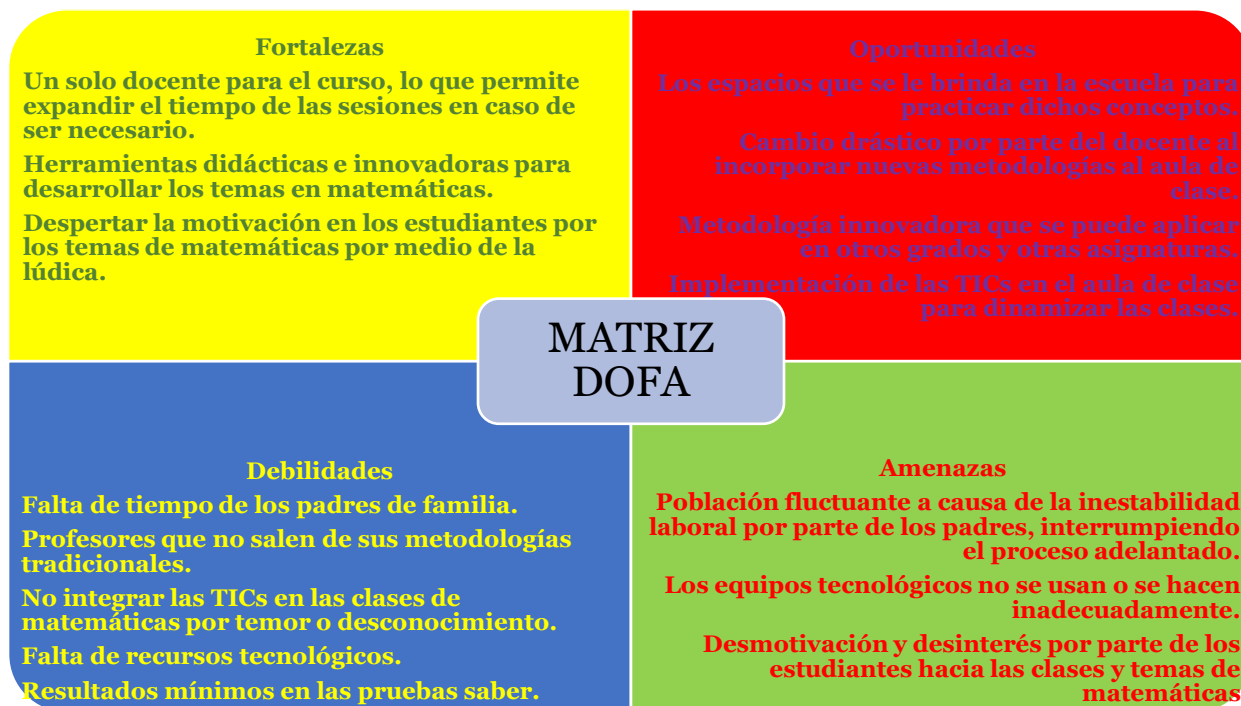 Fortalezas
Un solo docente para el curso, lo que permite
expandir el tiempo de las sesiones en caso de
ser necesario.
Herramientas didácticas e innovadoras para
desarrollar los temas en matemáticas.
Despertar la motivación en los estudiantes por
los temas de matemáticas por medio de la
lúdica.
Oportunidades
Los espacios que se le brinda en la escuela para
practicar dichos conceptos.
Cambio drástico por parte del docente al
incorporar nuevas metodologías al aula de
clase.
Metodología innovadora que se puede aplicar
en otros grados y otras asignaturas.
Implementación de las TICs en el aula de clase
para dinamizar las clases.
MATRIZ
DOFA
Debilidades
Falta de tiempo de los padres de familia.
Profesores que no salen de sus metodologías
tradicionales.
No integrar las TICs en las clases de
matemáticas por temor o desconocimiento.
Falta de recursos tecnológicos.
Resultados mínimos en las pruebas saber.
Amenazas
Población fluctuante a causa de la inestabilidad
laboral por parte de los padres, interrumpiendo
el proceso adelantado.
Los equipos tecnológicos no se usan o se hacen
inadecuadamente.
Desmotivación y desinterés por parte de los
estudiantes hacia las clases y temas de
matemáticas